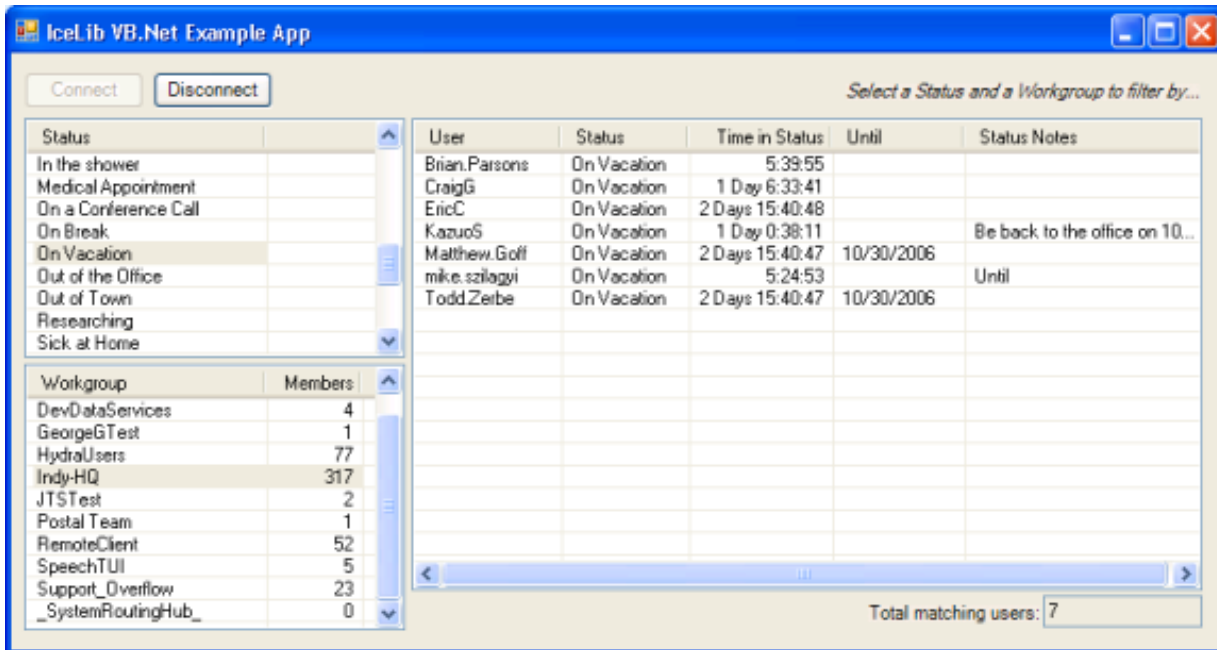 IceLib VB.Net Example App
Connect Disconnect Select a Status and a Workgroup to filter by...
Status
In the shower
Medical Appointment
On a Conference Call
On Break
On Vacation
Out of the Office
Out of Town
Researching
Sick at Home
Workgroup Members
DevDataServices 4
GeorgeGTest 1
HydraUsers 77
Indy-HQ 317
JTSTest 2
Postal Team 1
RemoteClient 52
SpeechTUI 5
Support_Overflow 23
_SystemRoutingHub_ 0
User Status Time in Status Until Status Notes
Brian.Parsons On Vacation 5:39:55
CraigG On Vacation 1 Day 6:33:41
EricC On Vacation 2 Days 15:40:48
KazuoS On Vacation 1 Day 0:38:11 Be back to the office on 10...
Matthew.Goff On Vacation 2 Days 15:40:47 10/30/2006
mike.szilagyi On Vacation 5:24:53 Until
Todd.Zerbe On Vacation 2 Days 15:40:47 10/30/2006
Total matching users: 7